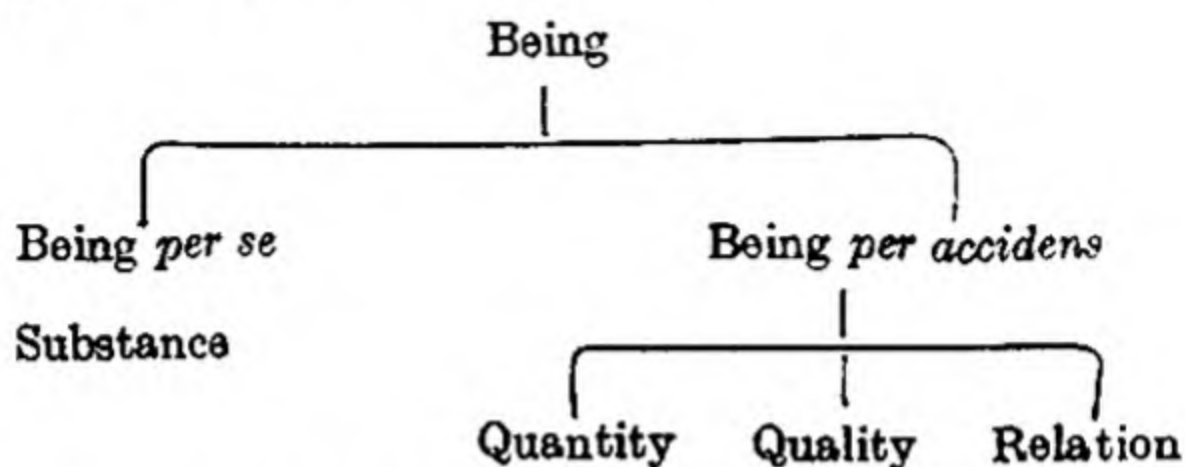 Being
Being per se Being per accidens
Substance
Quantity Quality Relation